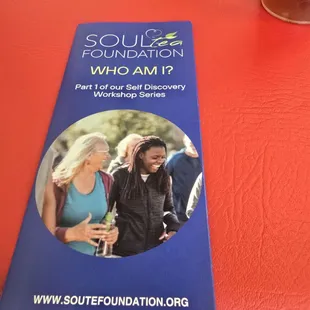 SOUL tea
FOUNDATION
WHO AM I?
Part 1 of our Self Discovery
Workshop Series
WWW.SOUTEFOUNDATION.ORG